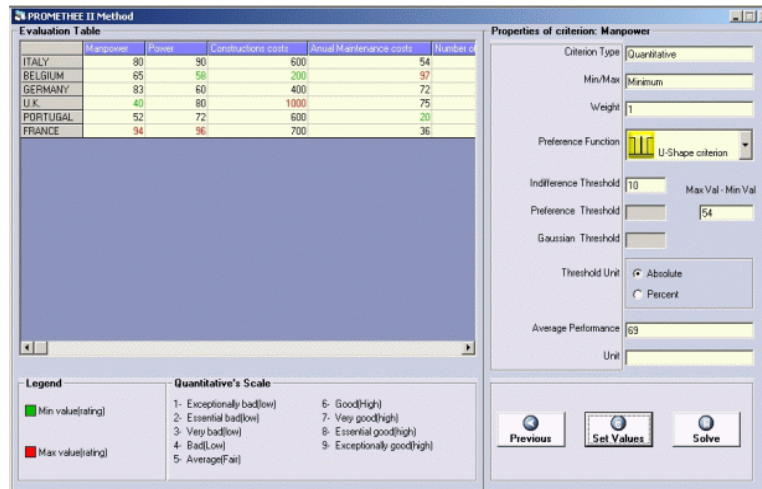 PROMETHEE II Method
Evaluation Table
Manpower Power Constructions costs Anual Maintenance costs Number of
ITALY 80 90 600 54
BELGIUM 65 58 200 97
GERMANY 83 60 400 72
U.K. 40 80 1000 75
PORTUGAL 52 72 600 20
FRANCE 94 96 700 36
Legend
Min value(rating)
Max value(rating)
Quantitative's Scale
1- Exceptionally bad(low)
2- Essential bad(low)
3- Very bad(low)
4- Bad(Low)
5- Average(Fair)
6- Good(High)
7- Very good(high)
8- Essential good(high)
9- Exceptionally good(high)
Properties of criterion: Manpower
Criterion Type Quantitative
Min/Max Minimum
Weight 1
Preference Function U-Shape criterion
Indifference Threshold 10 Max Val - Min Val
Preference Threshold 54
Gaussian Threshold
Threshold Unit Absolute
Percent
Average Performance 69
Unit
Previous Set Values Solve